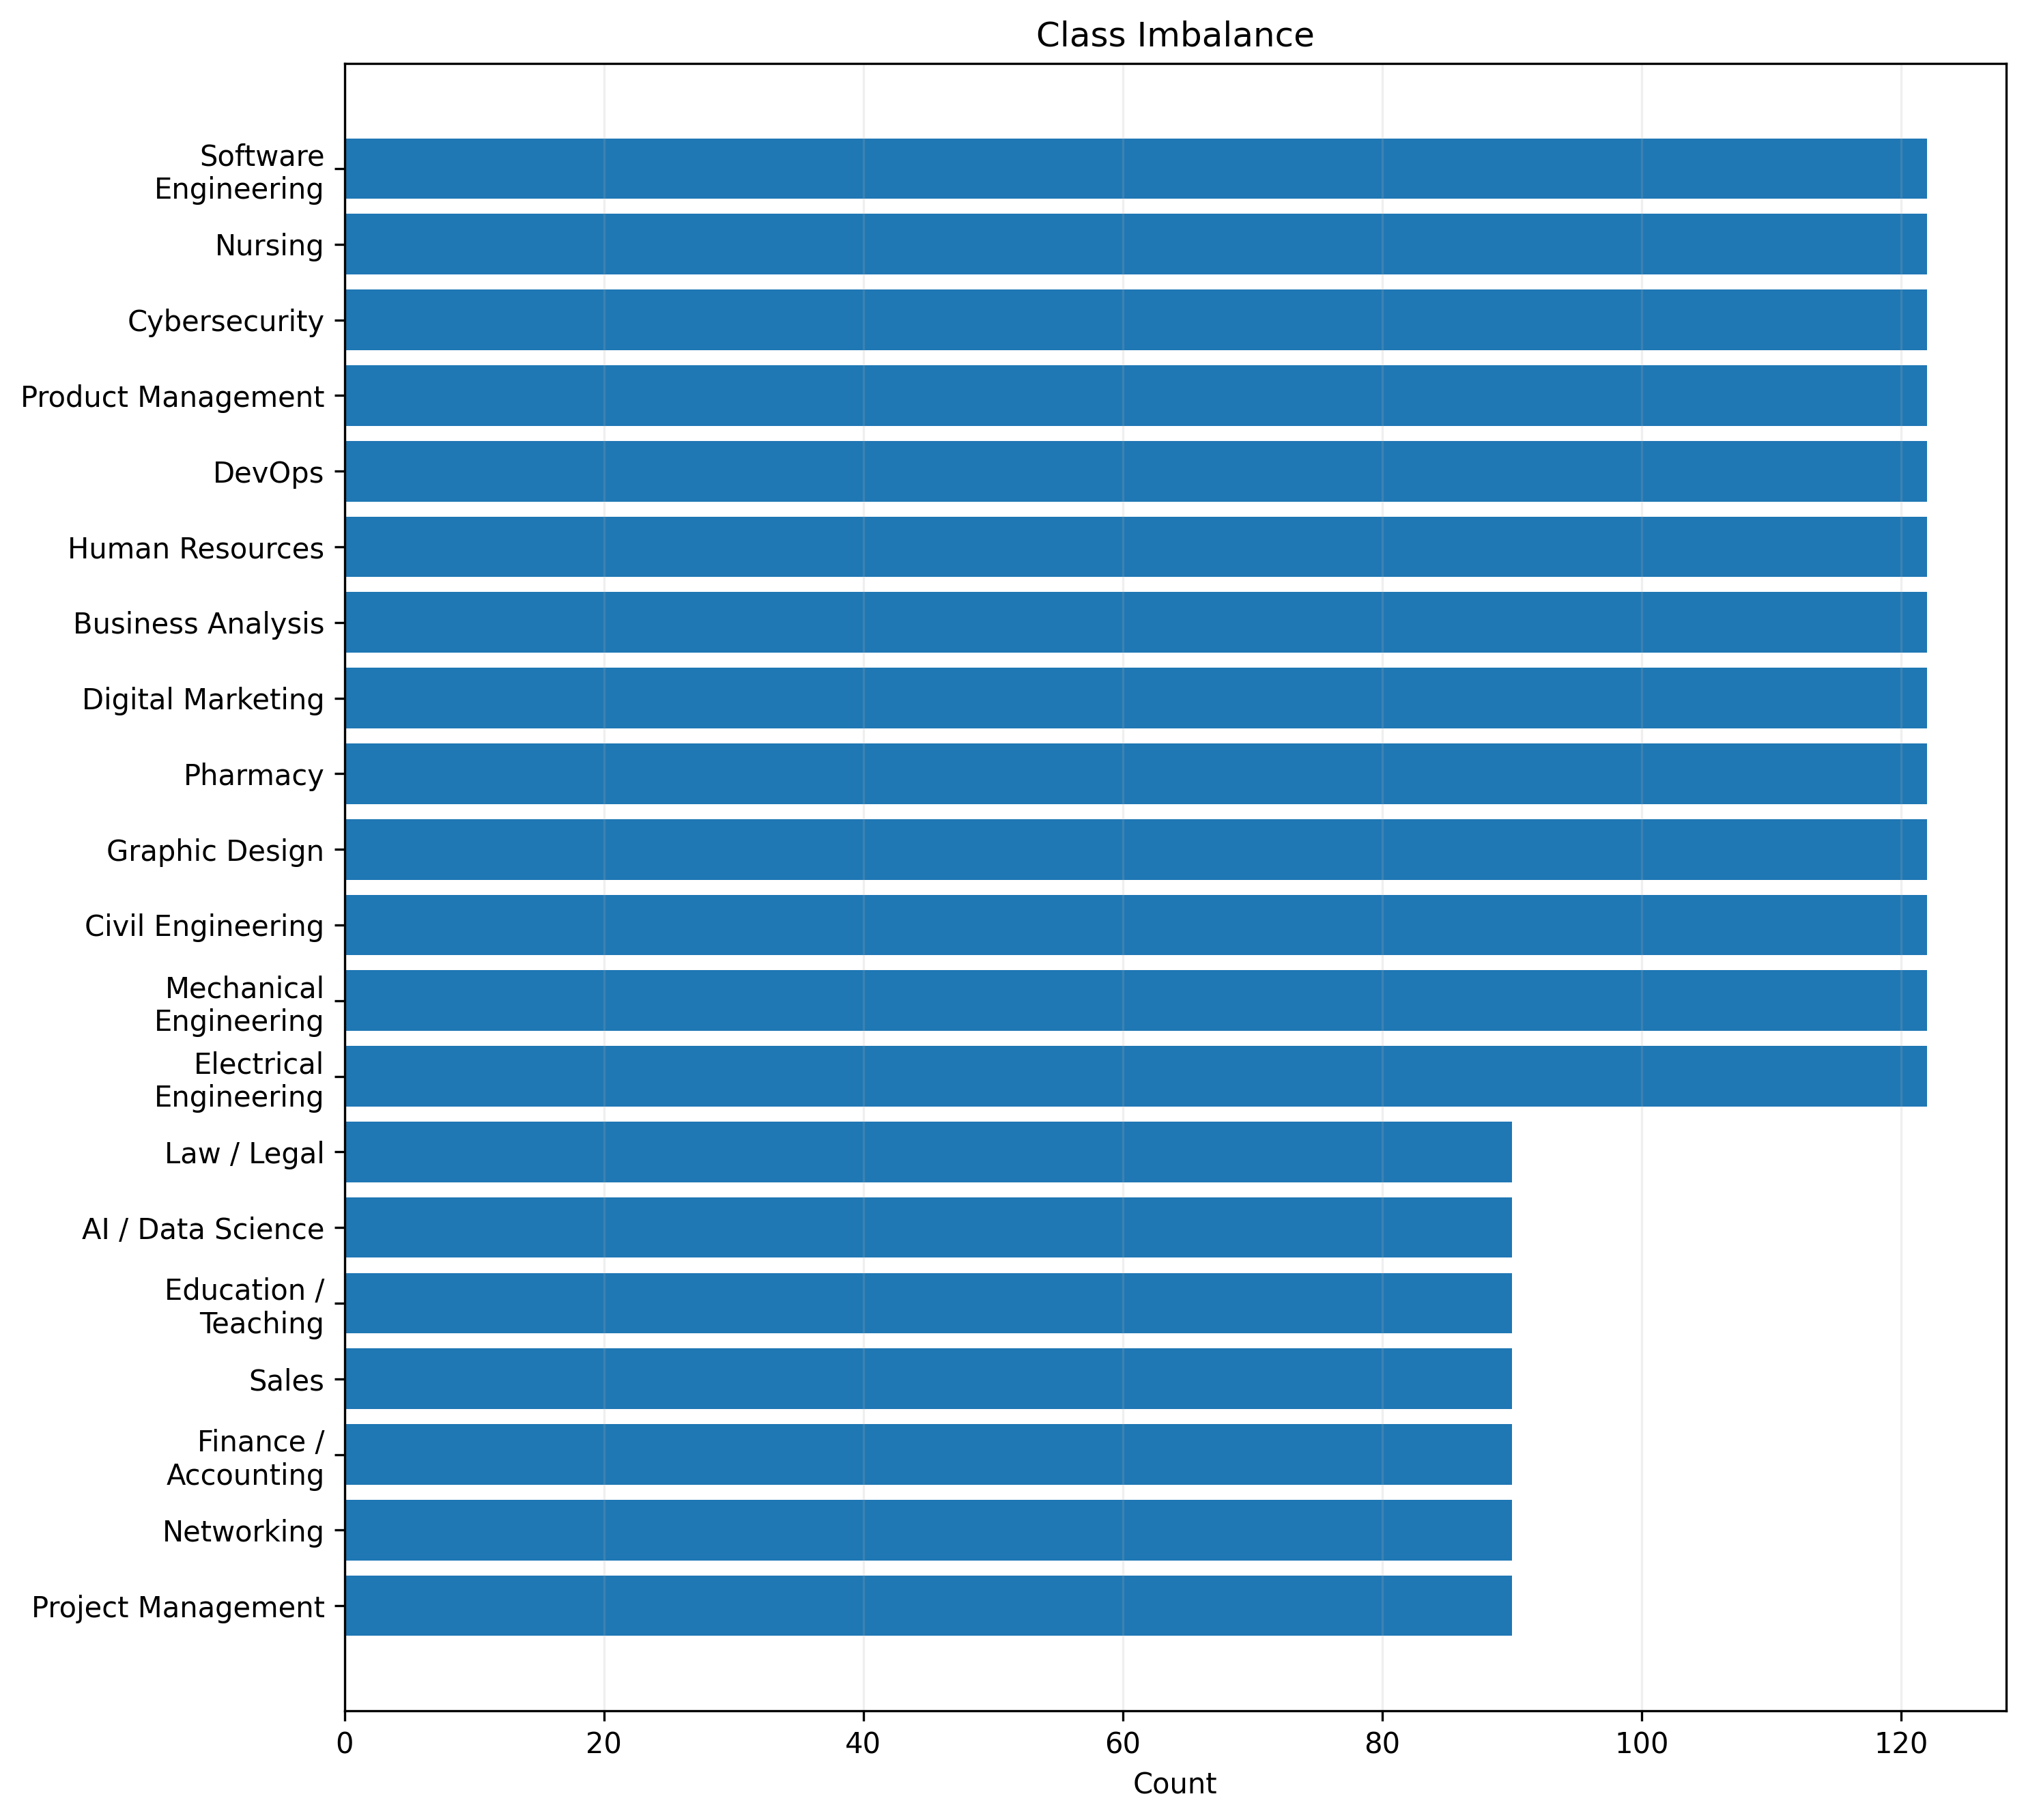 Class Imbalance
Software
Engineering
Nursing
Cybersecurity
Product Management
DevOps
Human Resources
Business Analysis
Digital Marketing
Pharmacy
Graphic Design
Civil Engineering
Mechanical
Engineering
Electrical
Engineering
Law / Legal
AI / Data Science
Education /
Teaching
Sales
Finance /
Accounting
Networking
Project Management
0 20 40 60 80 100 120
Count